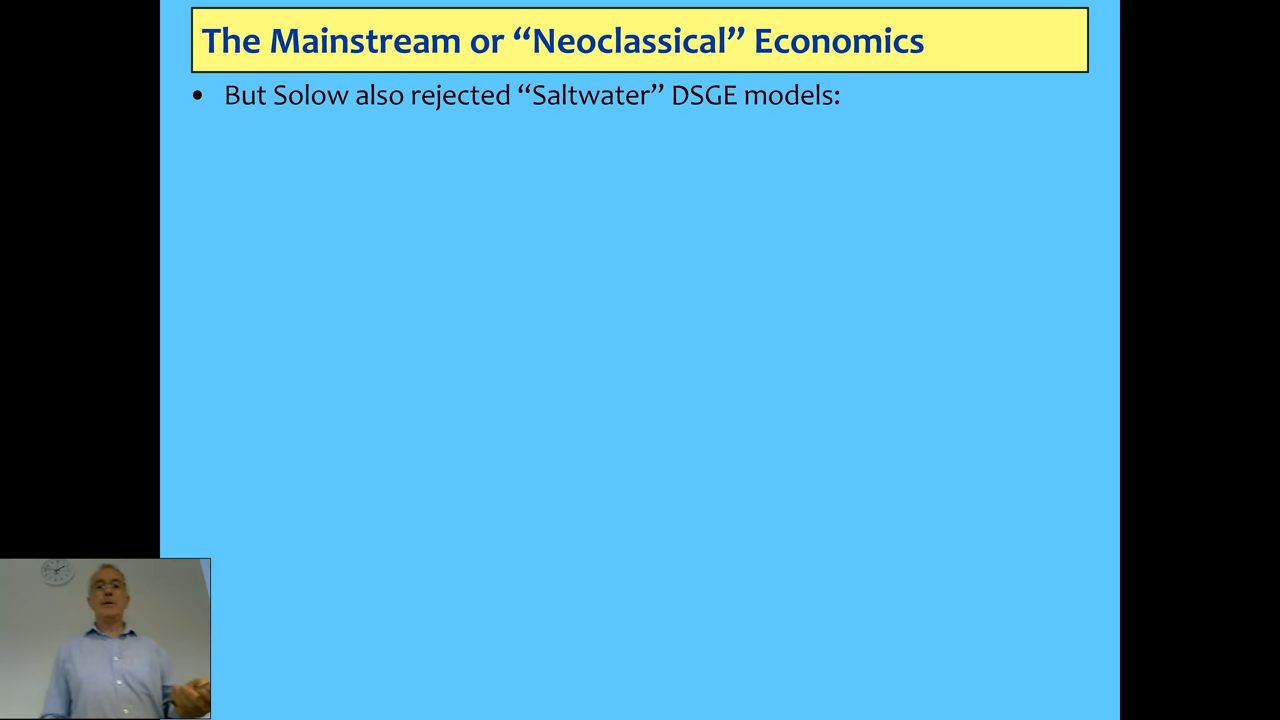 The Mainstream or “Neoclassical” Economics
• But Solow also rejected “Saltwater” DSGE models: